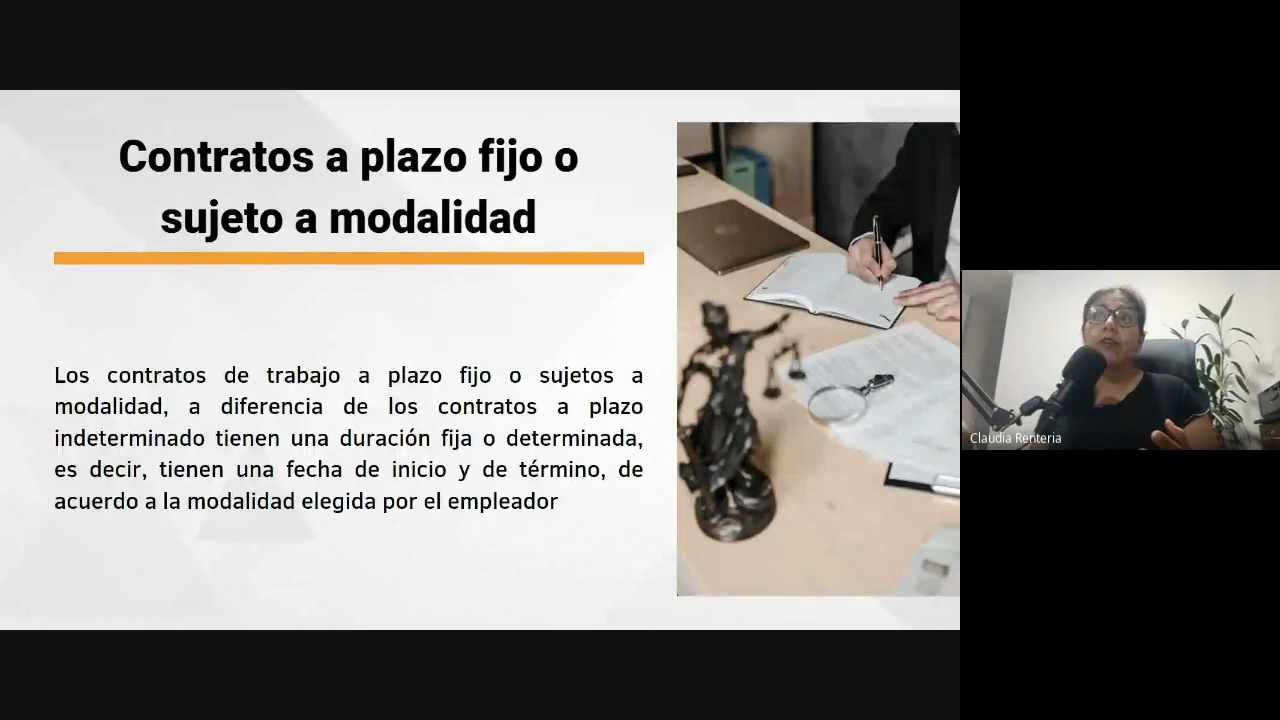 Contratos a plazo fijo o
sujeto a modalidad
Los contratos de trabajo a plazo fijo o sujetos a
modalidad, a diferencia de los contratos a plazo
indeterminado tienen una duración fija o determinada,
es decir, tienen una fecha de inicio y de término, de
acuerdo a la modalidad elegida por el empleador
Claudia Renteria